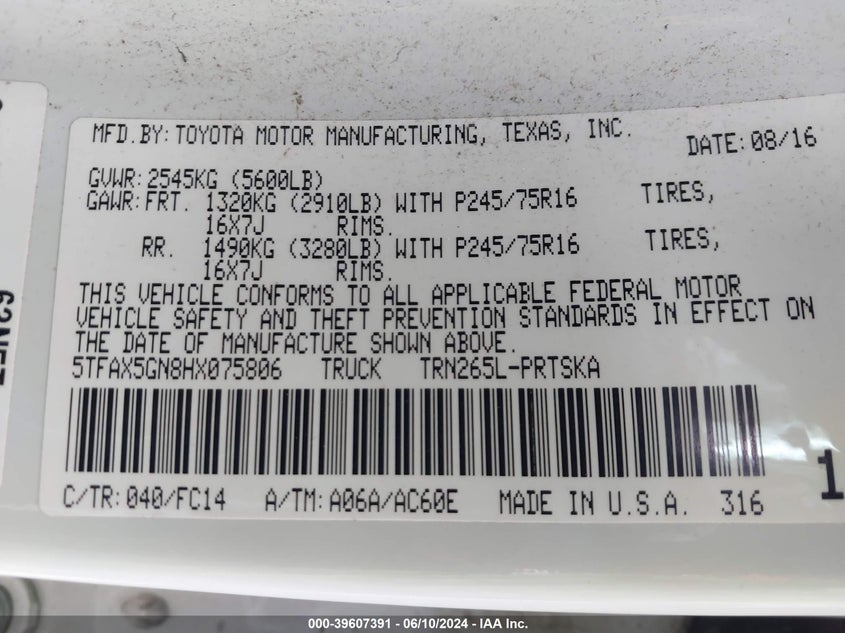 MFD.BY: TOYOTA MOTOR MANUFACTURING, TEXAS, INC. DATE: 08/16
GVWR: 2545KG (5600LB)
GAWR: FRT. 1320KG (2910LB) WITH P245/75R16 TIRES,
16X7J RIMS.
RR. 1490KG (3280LB) WITH P245/75R16 TIRES,
16X7J RIMS.
THIS VEHICLE CONFORMS TO ALL APPLICABLE FEDERAL MOTOR
VEHICLE SAFETY AND THEFT PREVENTION STANDARDS IN EFFECT ON
THE DATE OF MANUFACTURE SHOWN ABOVE.
5TFAX5GN8HX075806 TRUCK TRN265L-PRTSKA
C/TR: 040/FC14 A/TM: A06A/AC60E MADE IN U.S.A. 316
1
000-39607391 - 06/10/2024 - IAA Inc.